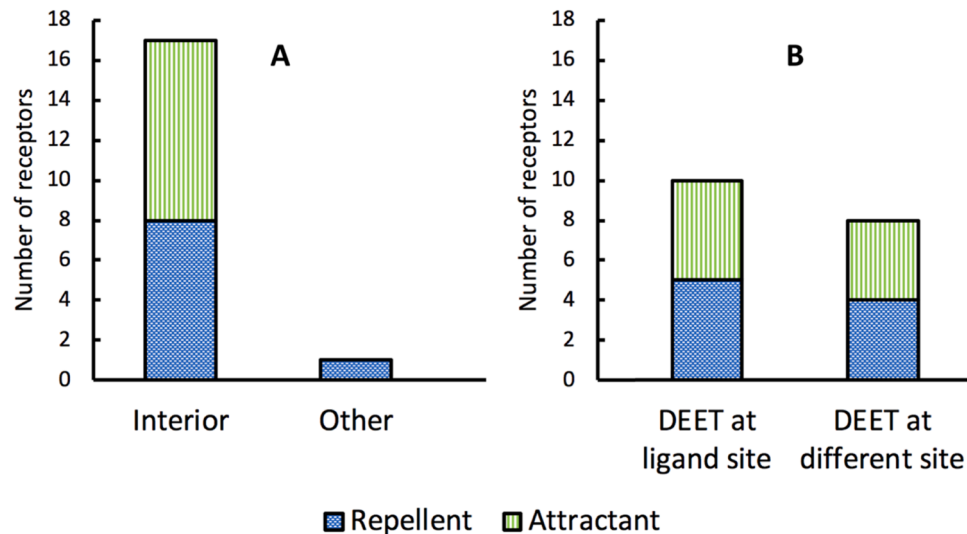 A
Number of receptors
18
16
14
12
10
8
6
4
2
0
Interior
Other
B
Number of receptors
18
16
14
12
10
8
6
4
2
0
DEET at
ligand site
DEET at
different site
Repellent
Attractant